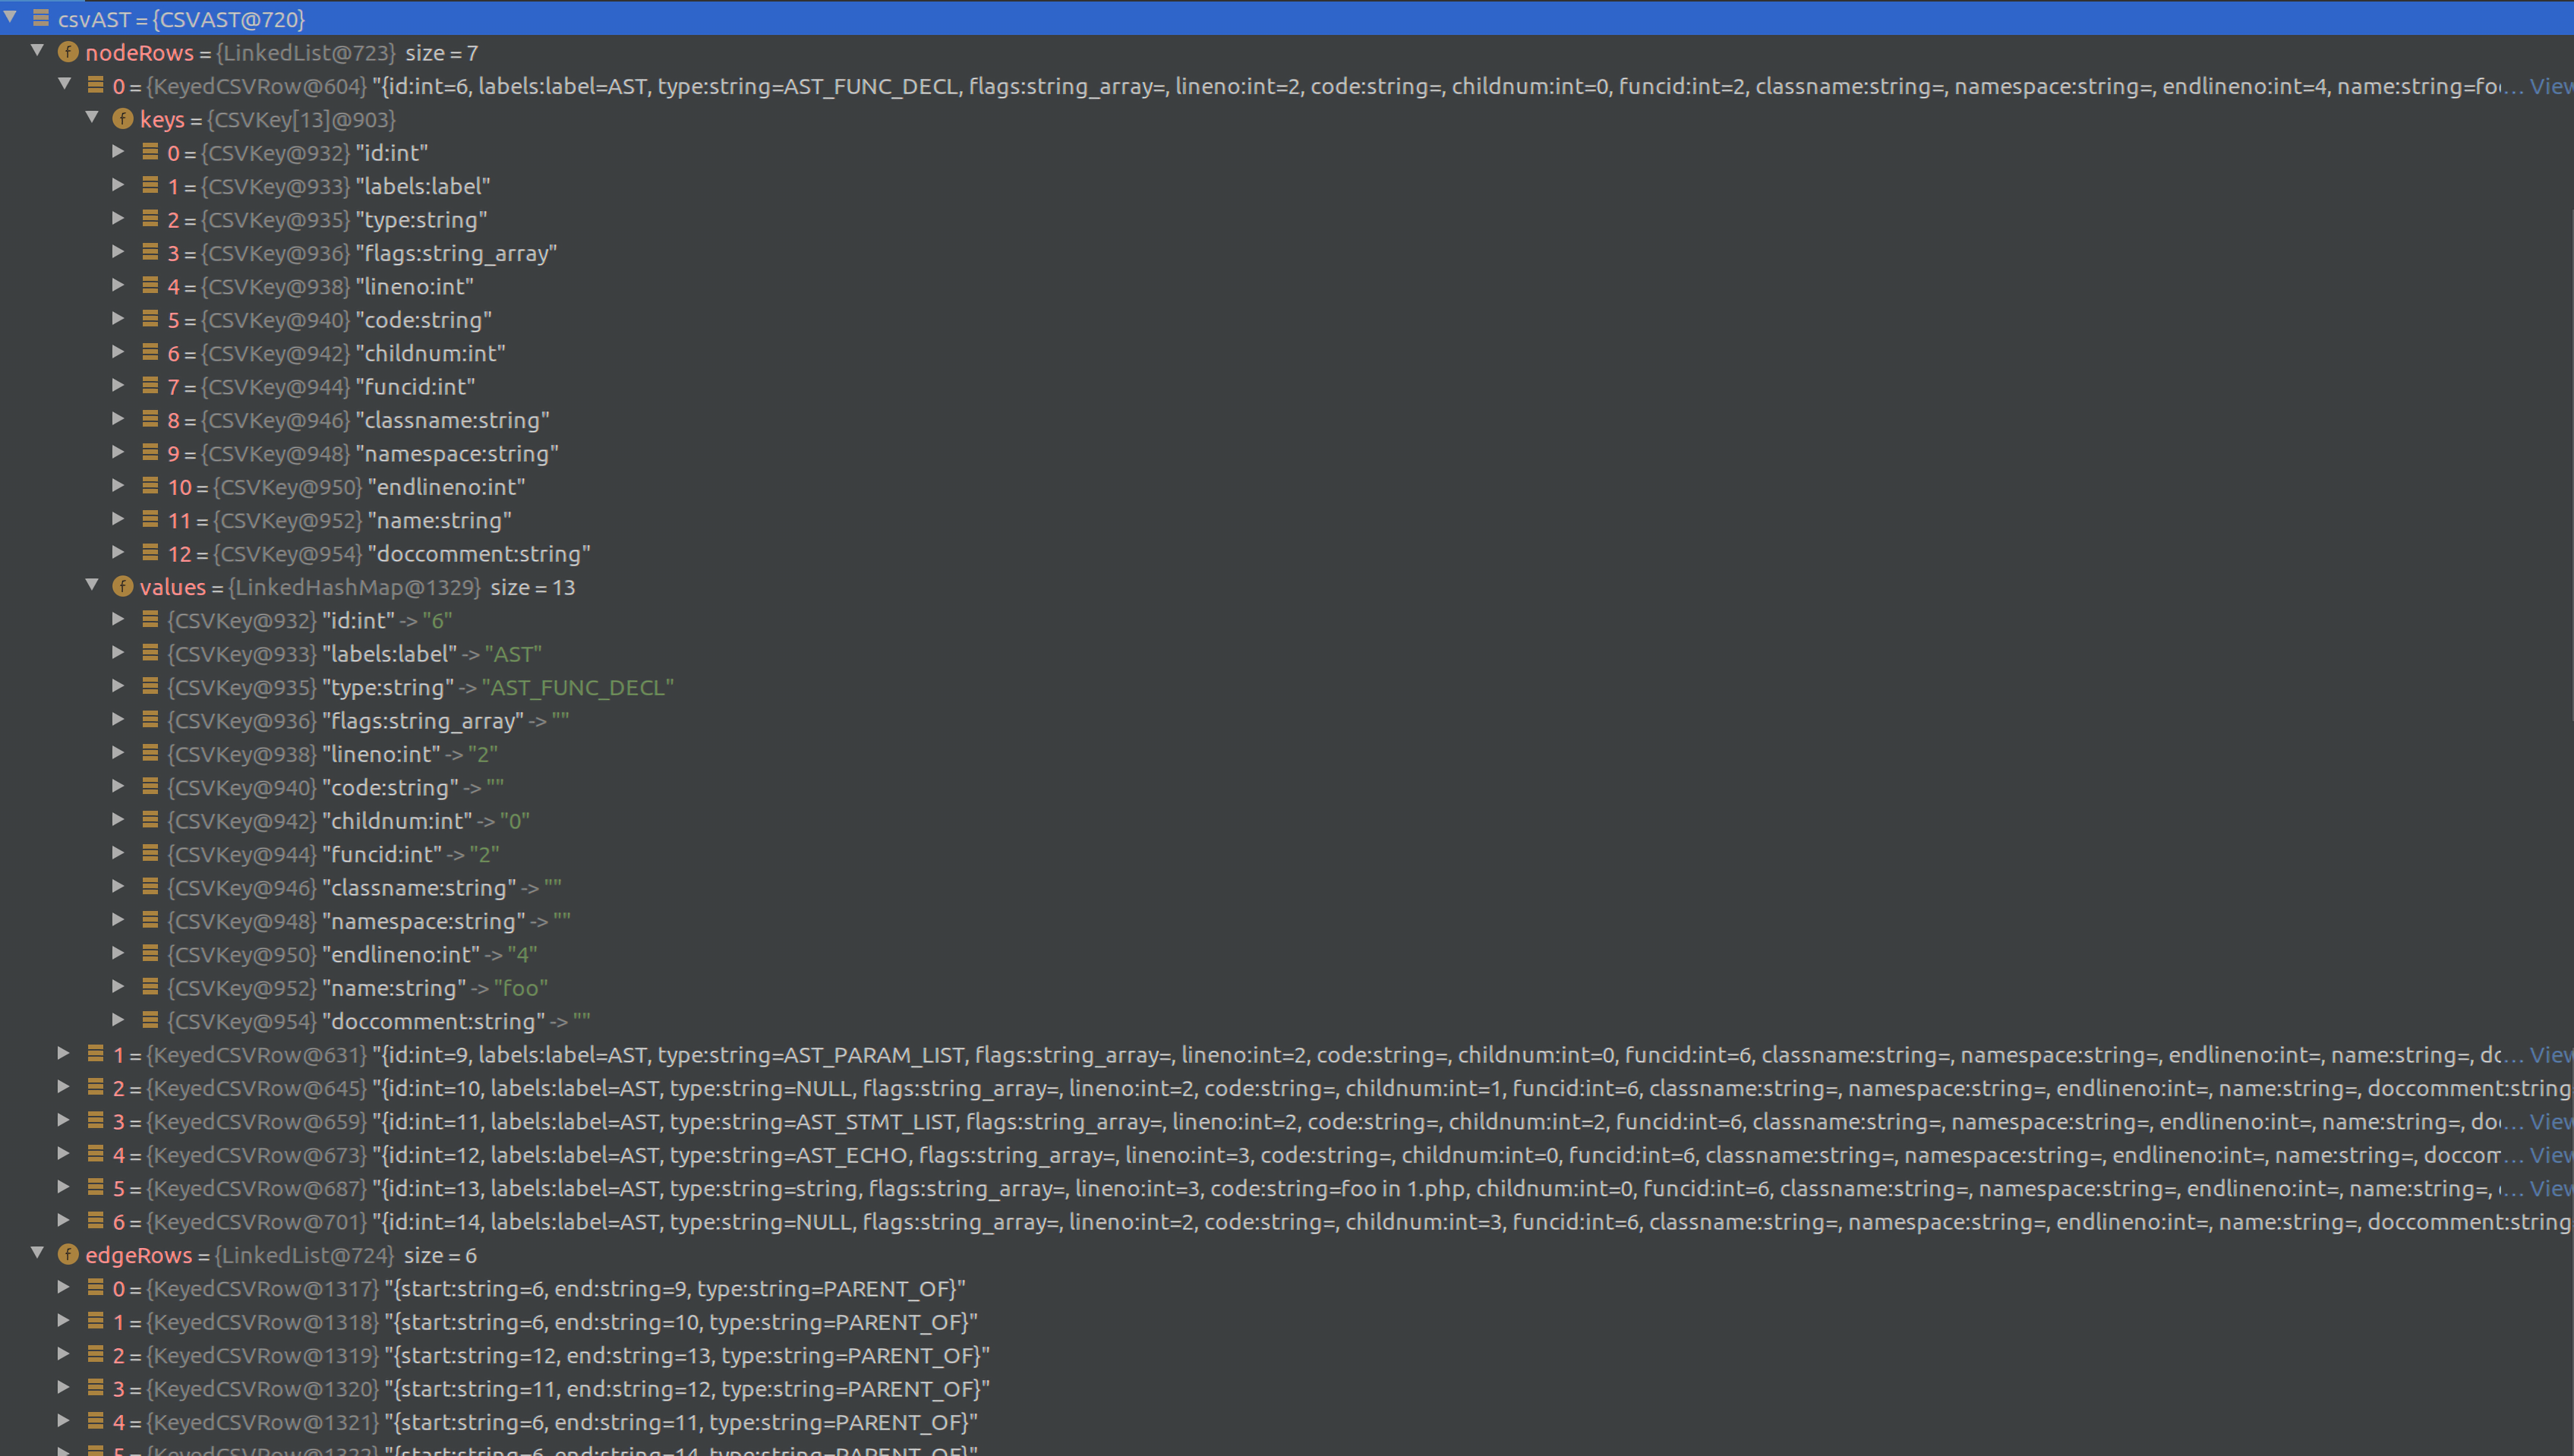 csvAST = {CSVAST@720}
nodeRows = {LinkedList@723} size = 7
0 = {KeyedCSVRow@604} "{id:int=6, labels:label=AST, type:string=AST_FUNC_DECL, flags:string_array=, lineno:int=2, code:string=, childnum:int=0, funcid:int=2, classname:string=, namespace:string=, endlineno:int=4, name:string=foo... View
keys = {CSVKey[13]@903}
0 = {CSVKey@932} "id:int"
1 = {CSVKey@933} "labels:label"
2 = {CSVKey@935} "type:string"
3 = {CSVKey@936} "flags:string_array"
4 = {CSVKey@938} "lineno:int"
5 = {CSVKey@940} "code:string"
6 = {CSVKey@942} "childnum:int"
7 = {CSVKey@944} "funcid:int"
8 = {CSVKey@946} "classname:string"
9 = {CSVKey@948} "namespace:string"
10 = {CSVKey@950} "endlineno:int"
11 = {CSVKey@952} "name:string"
12 = {CSVKey@954} "doccomment:string"
values = {LinkedHashMap@1329} size = 13
{CSVKey@932} "id:int" -> "6"
{CSVKey@933} "labels:label" -> "AST"
{CSVKey@935} "type:string" -> "AST_FUNC_DECL"
{CSVKey@936} "flags:string_array" -> ""
{CSVKey@938} "lineno:int" -> "2"
{CSVKey@940} "code:string" -> ""
{CSVKey@942} "childnum:int" -> "0"
{CSVKey@944} "funcid:int" -> "2"
{CSVKey@946} "classname:string" -> ""
{CSVKey@948} "namespace:string" -> ""
{CSVKey@950} "endlineno:int" -> "4"
{CSVKey@952} "name:string" -> "foo"
{CSVKey@954} "doccomment:string" -> ""
1 = {KeyedCSVRow@631} "{id:int=9, labels:label=AST, type:string=AST_PARAM_LIST, flags:string_array=, lineno:int=2, code:string=, childnum:int=0, funcid:int=6, classname:string=, namespace:string=, endlineno:int=, name:string=, dc... View
2 = {KeyedCSVRow@645} "{id:int=10, labels:label=AST, type:string=NULL, flags:string_array=, lineno:int=2, code:string=, childnum:int=1, funcid:int=6, classname:string=, namespace:string=, endlineno:int=, name:string=, doccomment:string
3 = {KeyedCSVRow@659} "{id:int=11, labels:label=AST, type:string=AST_STMT_LIST, flags:string_array=, lineno:int=2, code:string=, childnum:int=2, funcid:int=6, classname:string=, namespace:string=, endlineno:int=, name:string=, do... View
4 = {KeyedCSVRow@673} "{id:int=12, labels:label=AST, type:string=AST_ECHO, flags:string_array=, lineno:int=3, code:string=, childnum:int=0, funcid:int=6, classname:string=, namespace:string=, endlineno:int=, name:string=, doccom... View
5 = {KeyedCSVRow@687} "{id:int=13, labels:label=AST, type:string=string, flags:string_array=, lineno:int=3, code:string=foo in 1.php, childnum:int=0, funcid:int=6, classname:string=, namespace:string=, endlineno:int=, name:string=, ... View
6 = {KeyedCSVRow@701} "{id:int=14, labels:label=AST, type:string=NULL, flags:string_array=, lineno:int=2, code:string=, childnum:int=3, funcid:int=6, classname:string=, namespace:string=, endlineno:int=, name:string=, doccomment:string
edgeRows = {LinkedList@724} size = 6
0 = {KeyedCSVRow@1317} "{start:string=6, end:string=9, type:string=PARENT_OF}"
1 = {KeyedCSVRow@1318} "{start:string=6, end:string=10, type:string=PARENT_OF}"
2 = {KeyedCSVRow@1319} "{start:string=12, end:string=13, type:string=PARENT_OF}"
3 = {KeyedCSVRow@1320} "{start:string=11, end:string=12, type:string=PARENT_OF}"
4 = {KeyedCSVRow@1321} "{start:string=6, end:string=11, type:string=PARENT_OF}"
5 = {KeyedCSVRow@1322} "{start:string=6, end:string=14, type:string=PARENT_OF}"